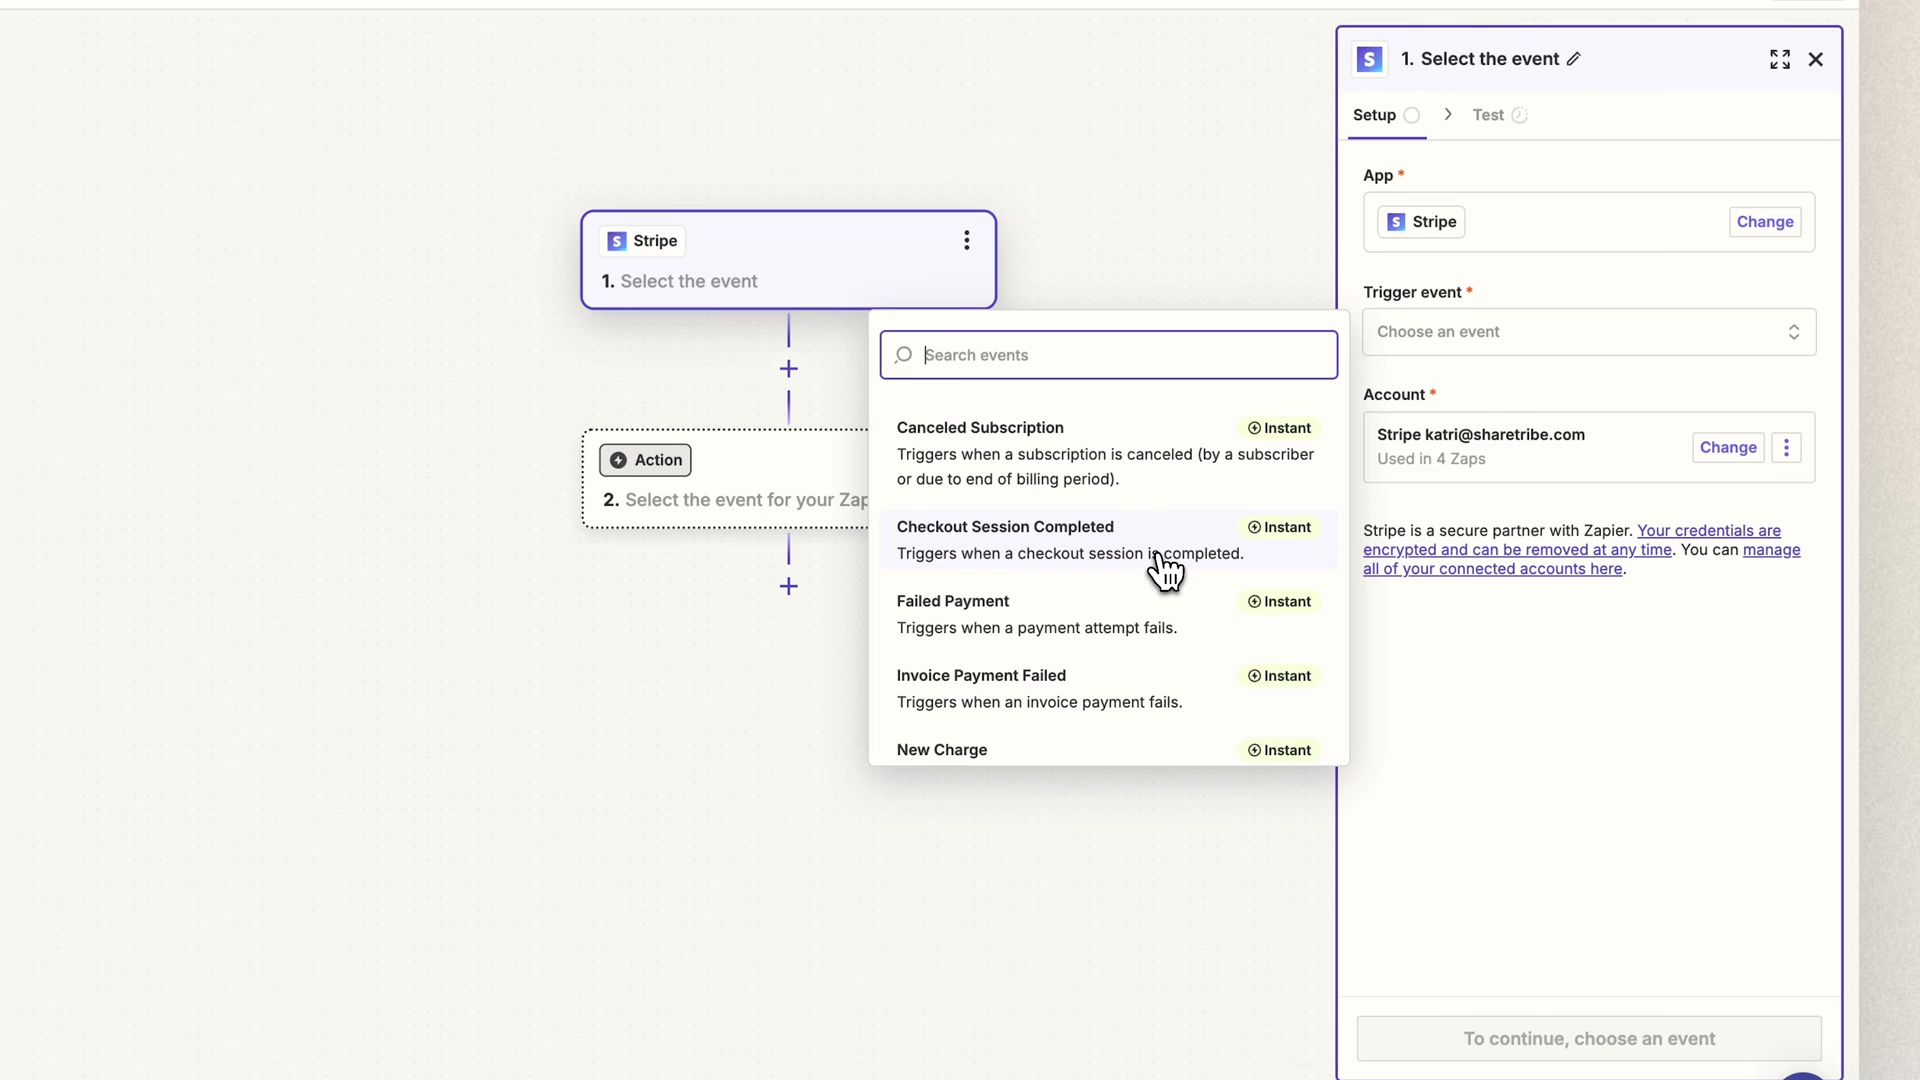 Stripe
1. Select the event
Action
2. Select the event for your Zap
Search events
Canceled Subscription
Instant
Triggers when a subscription is canceled (by a subscriber
or due to end of billing period).
Checkout Session Completed
Instant
Triggers when a checkout session is completed.
Failed Payment
Instant
Triggers when a payment attempt fails.
Invoice Payment Failed
Instant
Triggers when an invoice payment fails.
New Charge
Instant
1. Select the event
Setup
Test
App *
Stripe
Change
Trigger event *
Choose an event
Account *
Stripe katri@sharetribe.com
Used in 4 Zaps
Change
Stripe is a secure partner with Zapier. Your credentials are
encrypted and can be removed at any time. You can manage
all of your connected accounts here.
To continue, choose an event